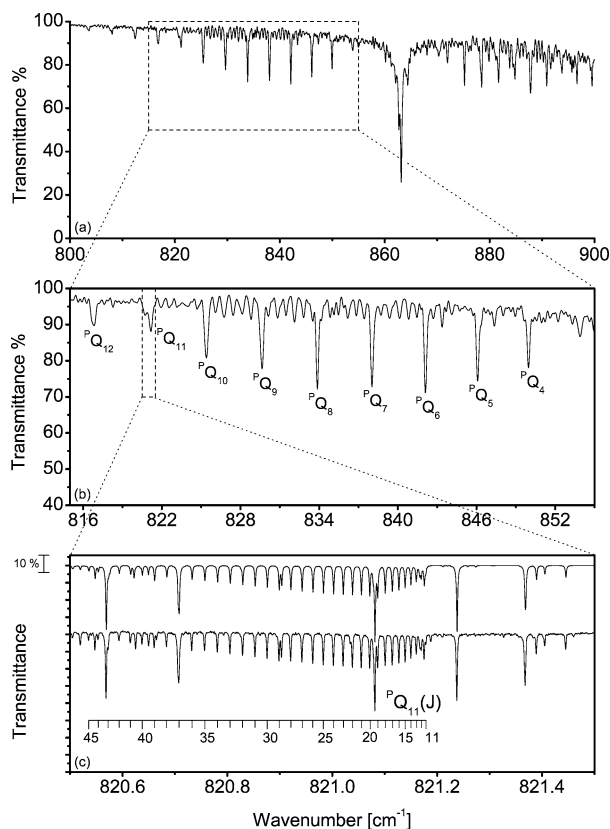 100
80
60
40
20
0
Transmittance %
(a)
800 820 840 860 880 900
100
90
80
70
60
50
40
Transmittance %
PQ12
PQ11
PQ10
PQ9
PQ8
PQ7
PQ6
PQ5
PQ4
(b)
816 822 828 834 840 846 852
10 %
Transmittance
PQ11(J)
45 40 35 30 25 20 15 11
(c)
820.6 820.8 821.0 821.2 821.4
Wavenumber [cm-1]